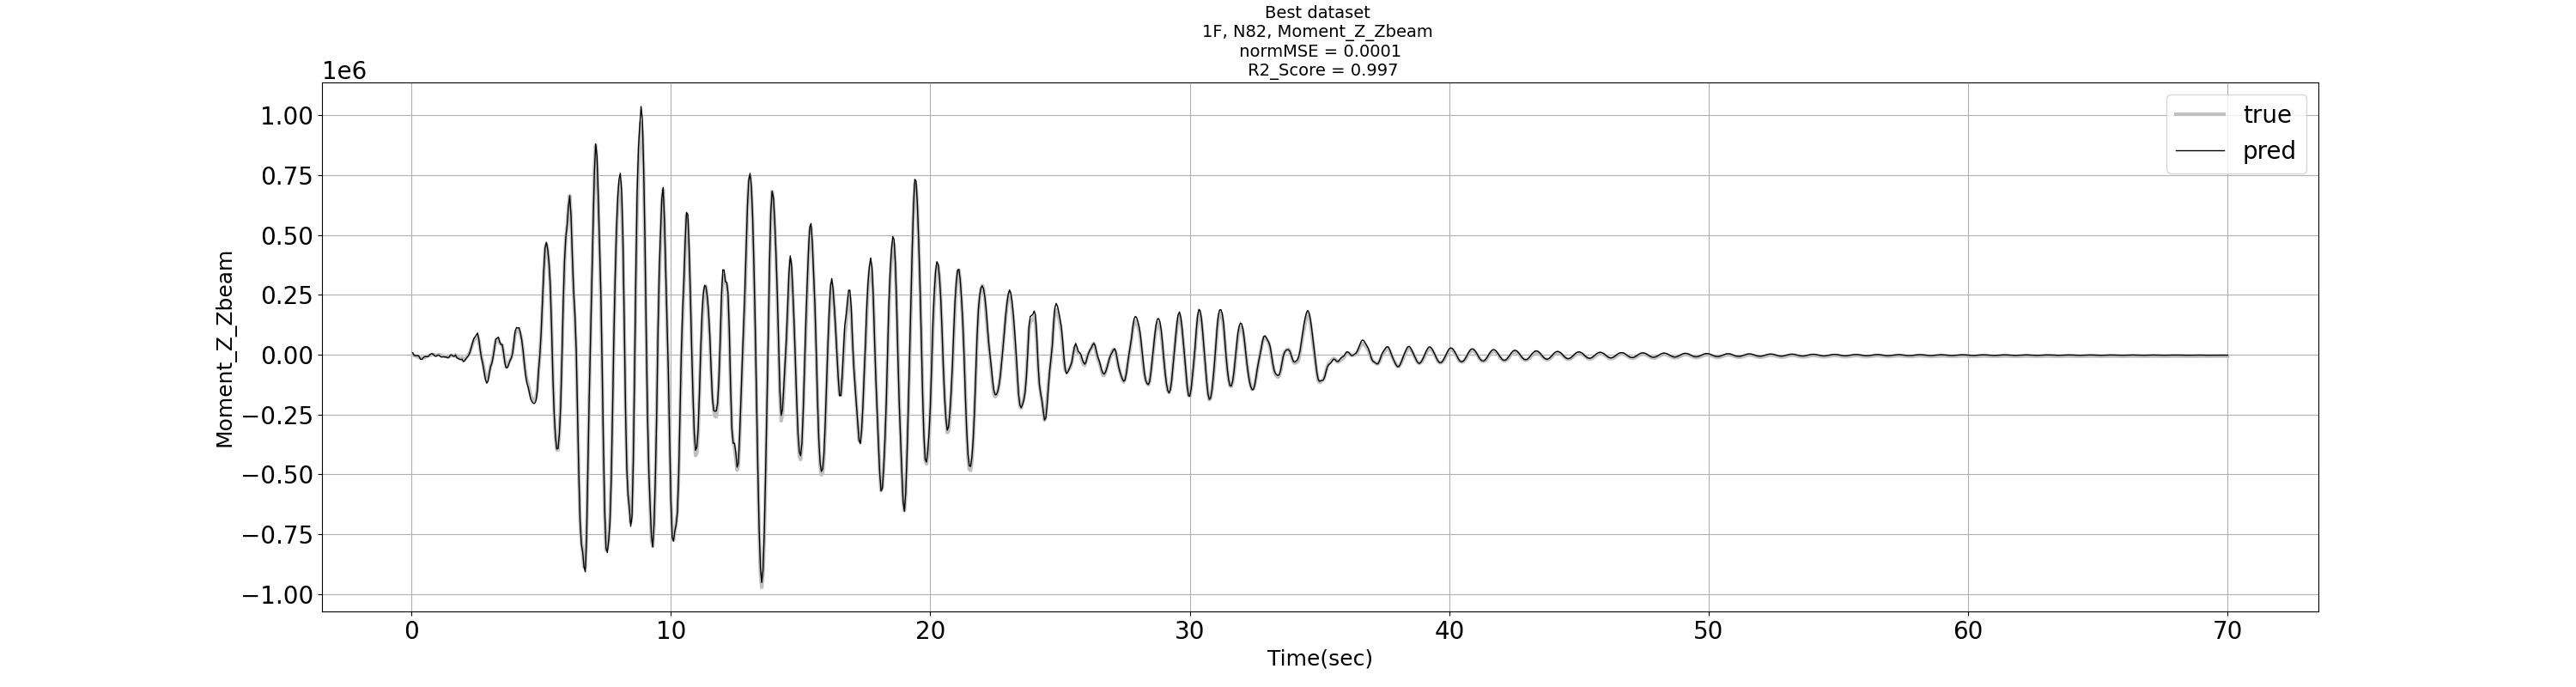 Best dataset
1F, N82, Moment_Z_Zbeam
normMSE = 0.0001
R2_Score = 0.997
1e6
1.00
0.75
0.50
0.25
0.00
−0.25
−0.50
−0.75
−1.00
Moment_Z_Zbeam
true
pred
0 10 20 30 40 50 60 70
Time(sec)